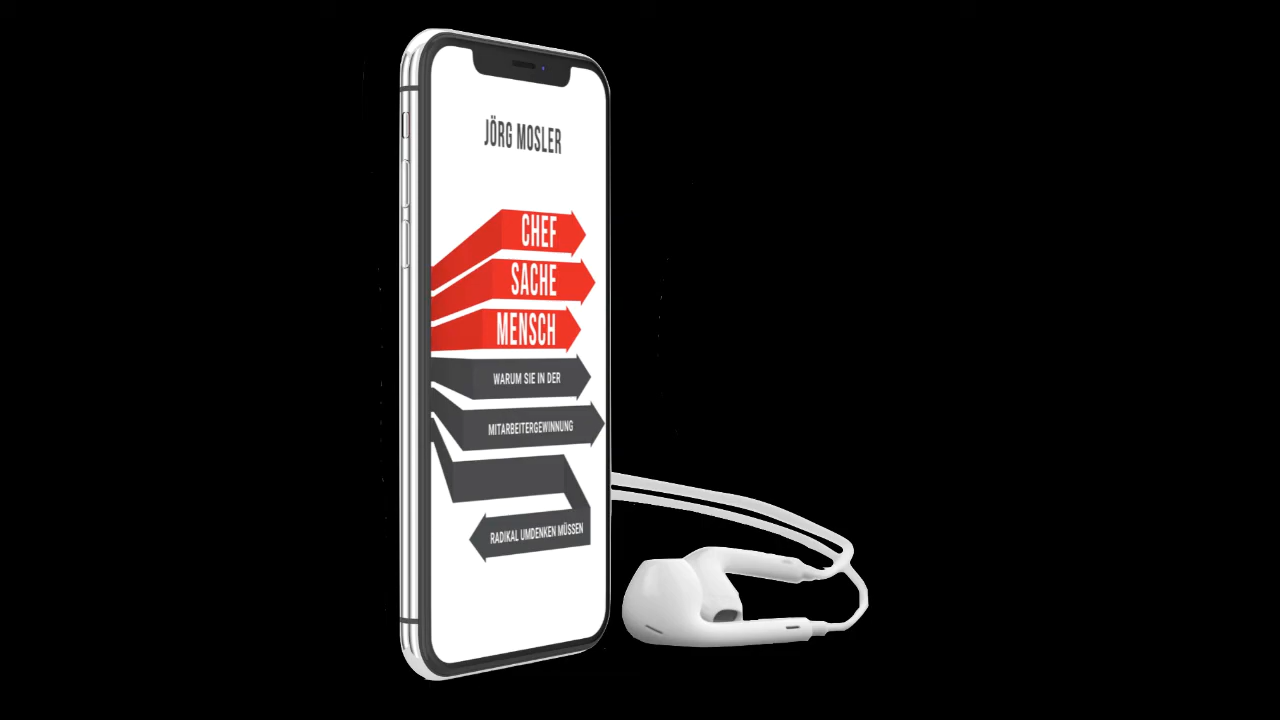 JÖRG MOSLER
CHEF
SACHE
MENSCH
WARUM SIE IN DER
MITARBEITERGEWINNUNG
RADIKAL UMDENKEN MÜSSEN